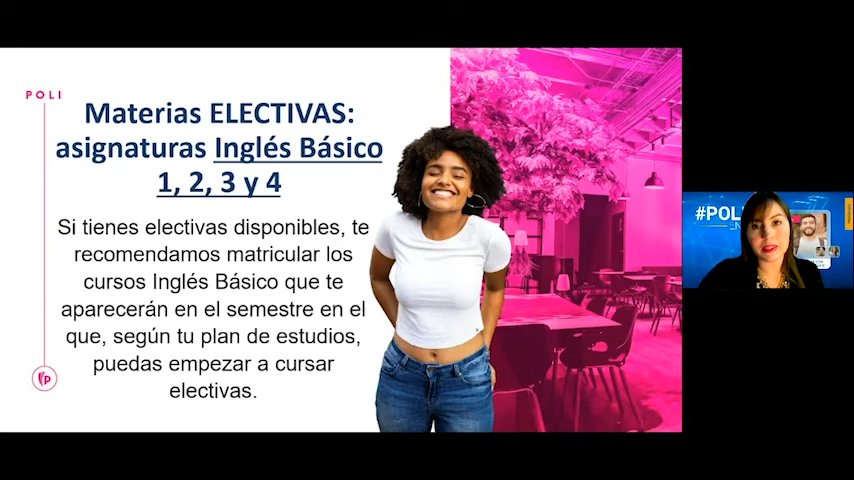 POLI
Materias ELECTIVAS:
asignaturas Inglés Básico
1, 2, 3 y 4
Si tienes electivas disponibles, te
recomendamos matricular los
cursos Inglés Básico que te
aparecerán en el semestre en el
que, según tu plan de estudios,
puedas empezar a cursar
electivas.
#POL